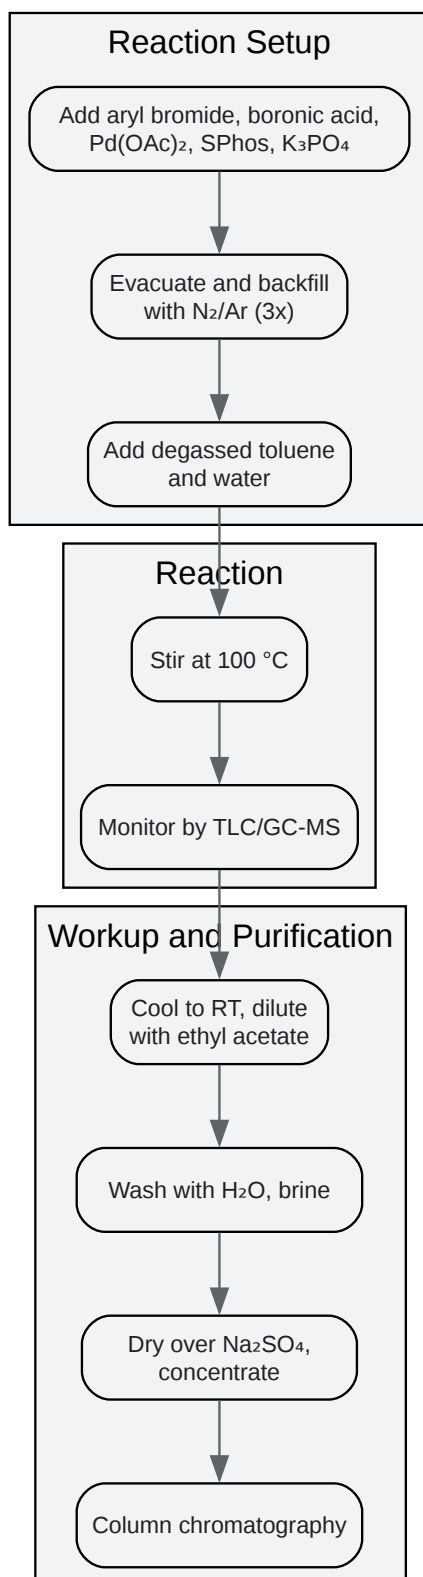 Reaction Setup
Add aryl bromide, boronic acid,
Pd(OAc)₂, SPhos, K₃PO₄
Evacuate and backfill
with N₂/Ar (3x)
Add degassed toluene
and water
Reaction
Stir at 100 °C
Monitor by TLC/GC-MS
Workup and Purification
Cool to RT, dilute
with ethyl acetate
Wash with H₂O, brine
Dry over Na₂SO₄,
concentrate
Column chromatography